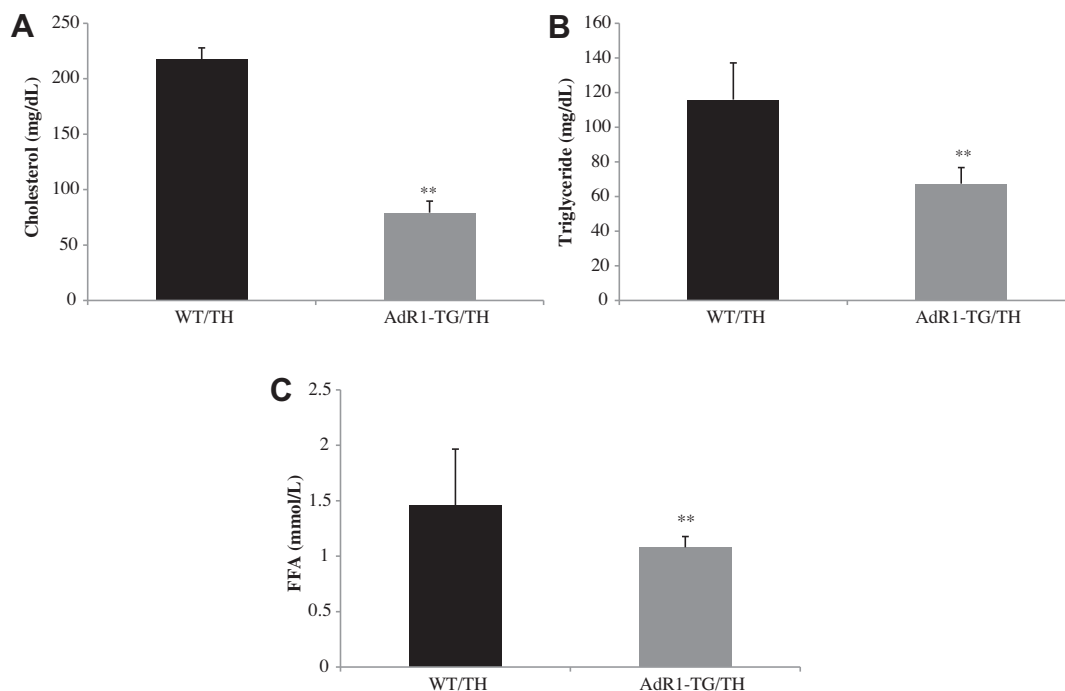 A
Cholesterol (mg/dL)
250
200
150
100
50
0
**
WT/TH
AdR1-TG/TH
B
Triglyceride (mg/dL)
160
140
120
100
80
60
40
20
0
**
WT/TH
AdR1-TG/TH
C
FFA (mmol/L)
2.5
2
1.5
1
0.5
0
**
WT/TH
AdR1-TG/TH